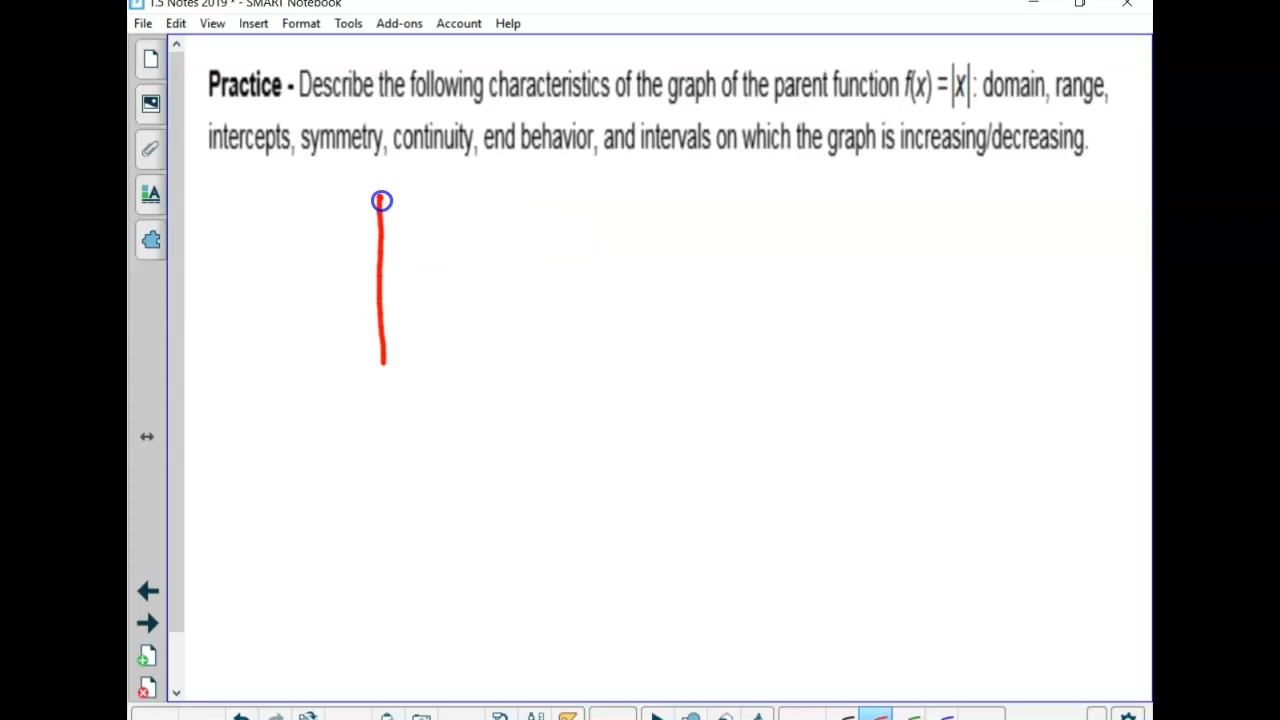 1.5 Notes 2019 * - SMART Notebook
File Edit View Insert Format Tools Add-ons Account Help
Practice - Describe the following characteristics of the graph of the parent function f(x) = |x| : domain, range,
intercepts, symmetry, continuity, end behavior, and intervals on which the graph is increasing/decreasing.